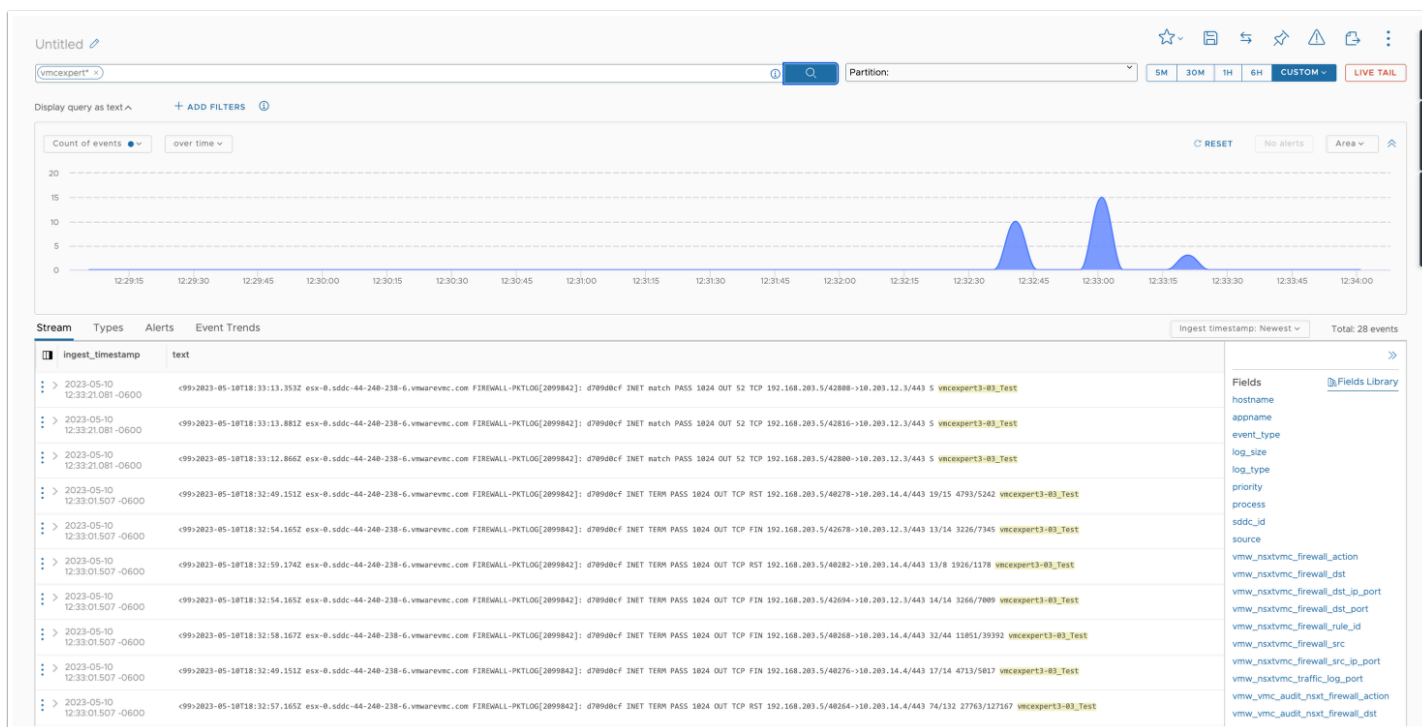 Untitled
vmcexpert* ×
Partition:
5M 30M 1H 6H CUSTOM LIVE TAIL
Display query as text + ADD FILTERS
Count of events over time RESET No alerts Area
20
15
10
5
0
12:29:15 12:29:30 12:29:45 12:30:00 12:30:15 12:30:30 12:30:45 12:31:00 12:31:15 12:31:30 12:31:45 12:32:00 12:32:15 12:32:30 12:32:45 12:33:00 12:33:15 12:33:30 12:33:45 12:34:00
Stream Types Alerts Event Trends Ingest timestamp: Newest Total: 28 events
ingest_timestamp text
2023-05-10
12:33:21.081 -0600
<99>2023-05-10T18:33:13.353Z esx-0.sddc-44-240-238-6.vmwarevmc.com FIREWALL-PKTLOG[2099842]: d709d0cf INET match PASS 1024 OUT 52 TCP 192.168.203.5/42808->10.203.12.3/443 S vmcexpert3-03_Test
2023-05-10
12:33:21.081 -0600
<99>2023-05-10T18:33:13.881Z esx-0.sddc-44-240-238-6.vmwarevmc.com FIREWALL-PKTLOG[2099842]: d709d0cf INET match PASS 1024 OUT 52 TCP 192.168.203.5/42816->10.203.12.3/443 S vmcexpert3-03_Test
2023-05-10
12:33:21.081 -0600
<99>2023-05-10T18:33:12.866Z esx-0.sddc-44-240-238-6.vmwarevmc.com FIREWALL-PKTLOG[2099842]: d709d0cf INET match PASS 1024 OUT 52 TCP 192.168.203.5/42800->10.203.12.3/443 S vmcexpert3-03_Test
2023-05-10
12:33:01.507 -0600
<99>2023-05-10T18:32:49.151Z esx-0.sddc-44-240-238-6.vmwarevmc.com FIREWALL-PKTLOG[2099842]: d709d0cf INET TERM PASS 1024 OUT TCP RST 192.168.203.5/40278->10.203.14.4/443 19/15 4793/5242 vmcexpert3-03_Test
2023-05-10
12:33:01.507 -0600
<99>2023-05-10T18:32:54.165Z esx-0.sddc-44-240-238-6.vmwarevmc.com FIREWALL-PKTLOG[2099842]: d709d0cf INET TERM PASS 1024 OUT TCP FIN 192.168.203.5/42678->10.203.12.3/443 13/14 3226/7345 vmcexpert3-03_Test
2023-05-10
12:33:01.507 -0600
<99>2023-05-10T18:32:59.174Z esx-0.sddc-44-240-238-6.vmwarevmc.com FIREWALL-PKTLOG[2099842]: d709d0cf INET TERM PASS 1024 OUT TCP RST 192.168.203.5/40282->10.203.14.4/443 13/8 1926/1178 vmcexpert3-03_Test
2023-05-10
12:33:01.507 -0600
<99>2023-05-10T18:32:54.165Z esx-0.sddc-44-240-238-6.vmwarevmc.com FIREWALL-PKTLOG[2099842]: d709d0cf INET TERM PASS 1024 OUT TCP FIN 192.168.203.5/42694->10.203.12.3/443 14/14 3266/7009 vmcexpert3-03_Test
2023-05-10
12:33:01.507 -0600
<99>2023-05-10T18:32:58.167Z esx-0.sddc-44-240-238-6.vmwarevmc.com FIREWALL-PKTLOG[2099842]: d709d0cf INET TERM PASS 1024 OUT TCP FIN 192.168.203.5/40268->10.203.14.4/443 32/44 11051/39392 vmcexpert3-03_Test
2023-05-10
12:33:01.507 -0600
<99>2023-05-10T18:32:49.151Z esx-0.sddc-44-240-238-6.vmwarevmc.com FIREWALL-PKTLOG[2099842]: d709d0cf INET TERM PASS 1024 OUT TCP FIN 192.168.203.5/40276->10.203.14.4/443 17/14 4713/5017 vmcexpert3-03_Test
2023-05-10
12:33:01.507 -0600
<99>2023-05-10T18:32:57.165Z esx-0.sddc-44-240-238-6.vmwarevmc.com FIREWALL-PKTLOG[2099842]: d709d0cf INET TERM PASS 1024 OUT TCP FIN 192.168.203.5/40264->10.203.14.4/443 74/132 27763/127167 vmcexpert3-03_Test
Fields Fields Library
hostname
appname
event_type
log_size
log_type
priority
process
sddc_id
source
vmw_nsxtvmc_firewall_action
vmw_nsxtvmc_firewall_dst
vmw_nsxtvmc_firewall_dst_ip_port
vmw_nsxtvmc_firewall_dst_port
vmw_nsxtvmc_firewall_rule_id
vmw_nsxtvmc_firewall_src
vmw_nsxtvmc_firewall_src_ip_port
vmw_nsxtvmc_traffic_log_port
vmw_vmc_audit_nsxt_firewall_action
vmw_vmc_audit_nsxt_firewall_dst